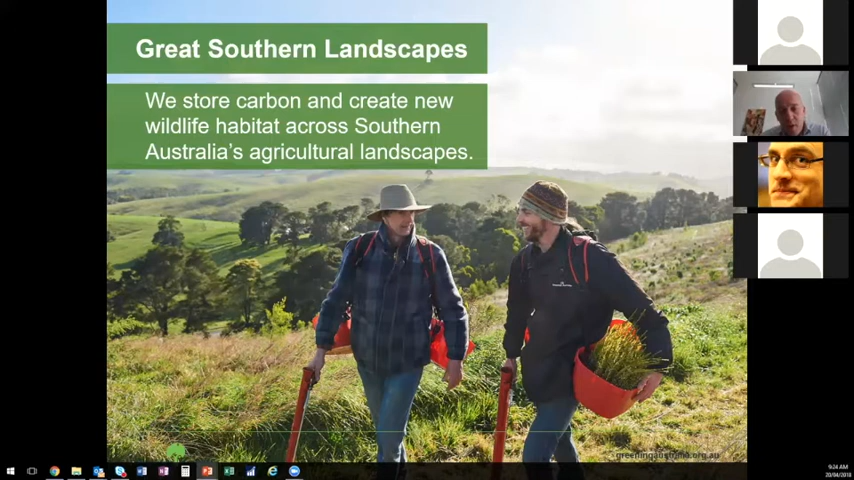 Great Southern Landscapes
We store carbon and create new
wildlife habitat across Southern
Australia's agricultural landscapes.
greeningaustralia.org.au
9:24 AM
20/04/2018